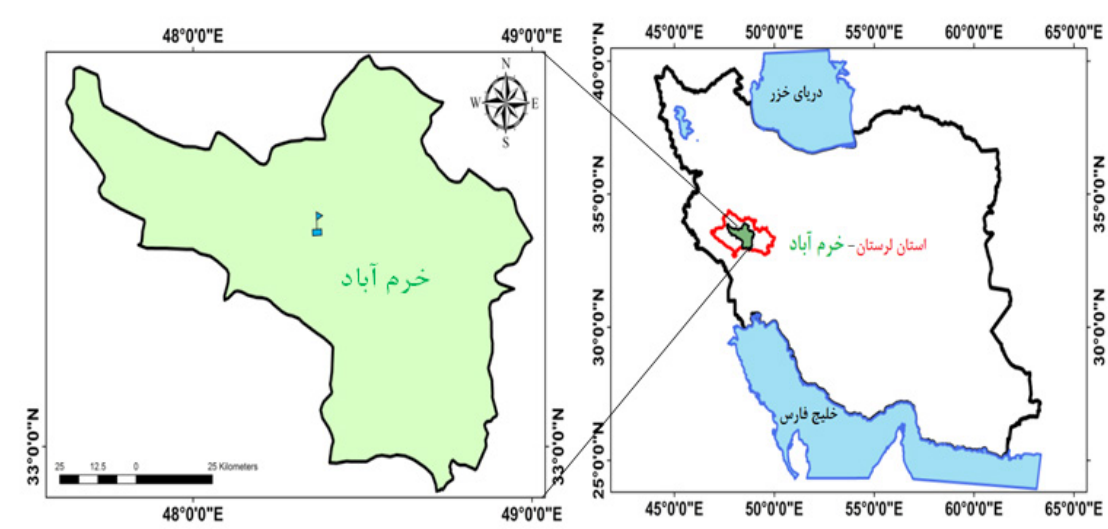 48°0'0"E 49°0'0"E
N
W E
S
خرم آباد
33°0'0"N 33°0'0"N
25 12.5 0 25 Kilometers
48°0'0"E 49°0'0"E
45°0'0"E 50°0'0"E 55°0'0"E 60°0'0"E 65°0'0"E
40°0'0"N 40°0'0"N
دریای خزر
35°0'0"N 35°0'0"N
استان لرستان - خرم آباد
30°0'0"N 30°0'0"N
خلیج فارس
25°0'0"N 25°0'0"N
45°0'0"E 50°0'0"E 55°0'0"E 60°0'0"E 65°0'0"E